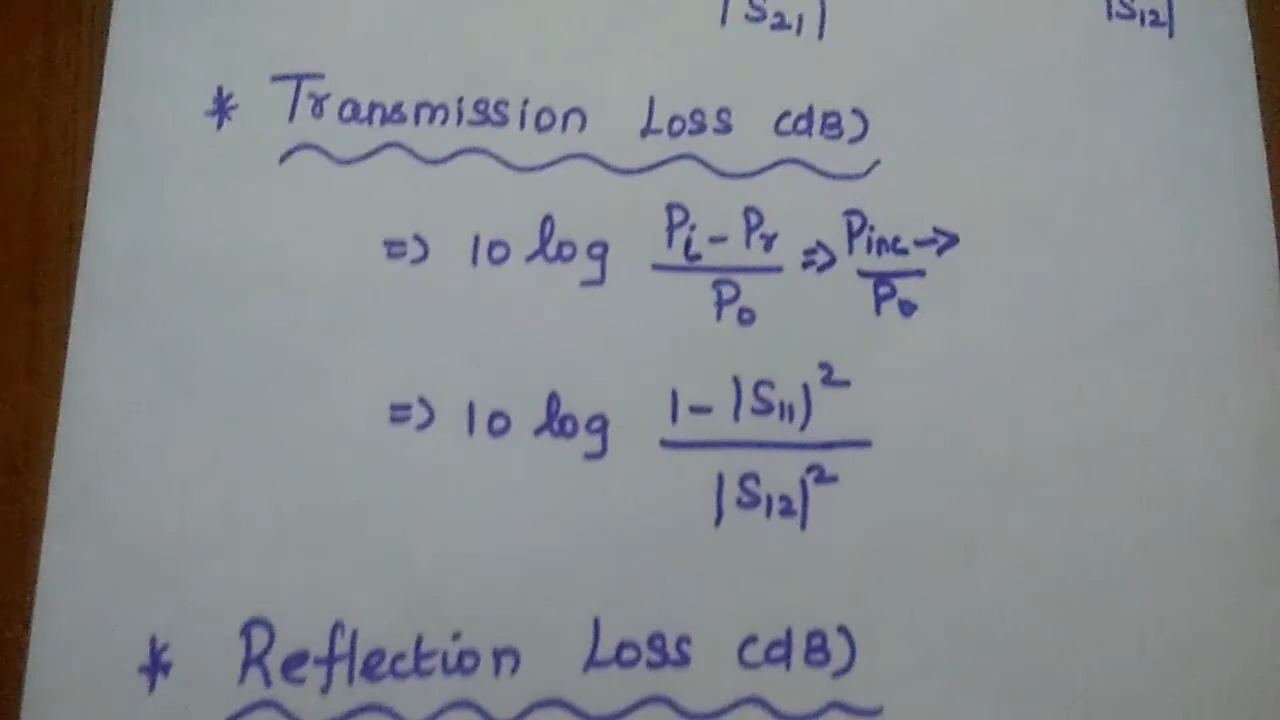 |S₂₁| |S₁₂|
* Transmission Loss (dB)
=> 10 log (Pi - Pr)/Po => Pinc→/Po
=> 10 log (1 - |S₁₁|²)/|S₁₂|²
* Reflection Loss (dB)